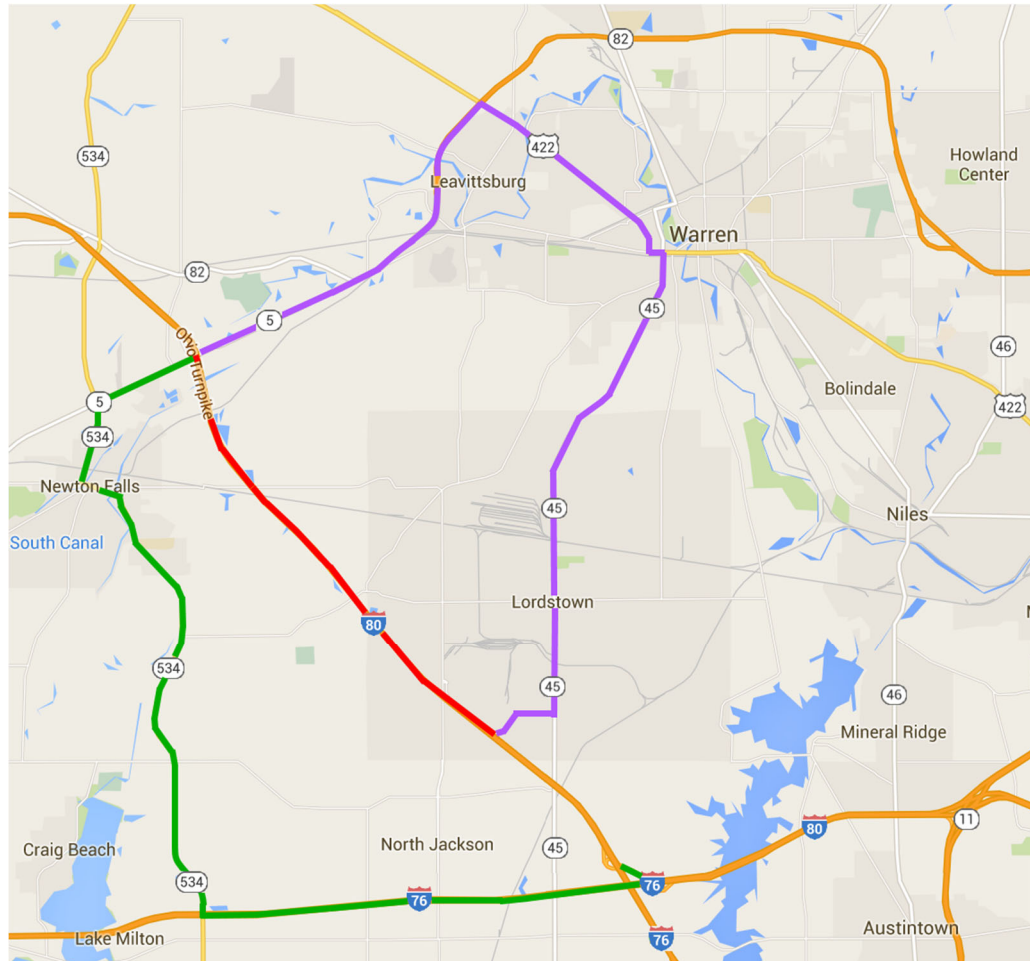 82
422
534
Howland
Center
Leavittsburg
Warren
82
5
45
46
Ohio Turnpike
Bolindale
5
422
534
Newton Falls
45
Niles
South Canal
Lordstown
80
534
45
46
Mineral Ridge
80
11
North Jackson
45
Craig Beach
534
76
76
Austintown
Lake Milton
76